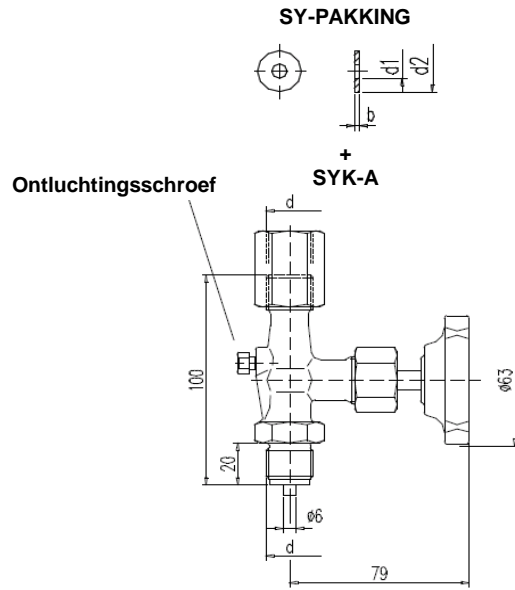 SY-PAKKING
d1
d2
b
+
SYK-A
Ontluchtingsschroef
d
100
20
ø63
ø6
d
79